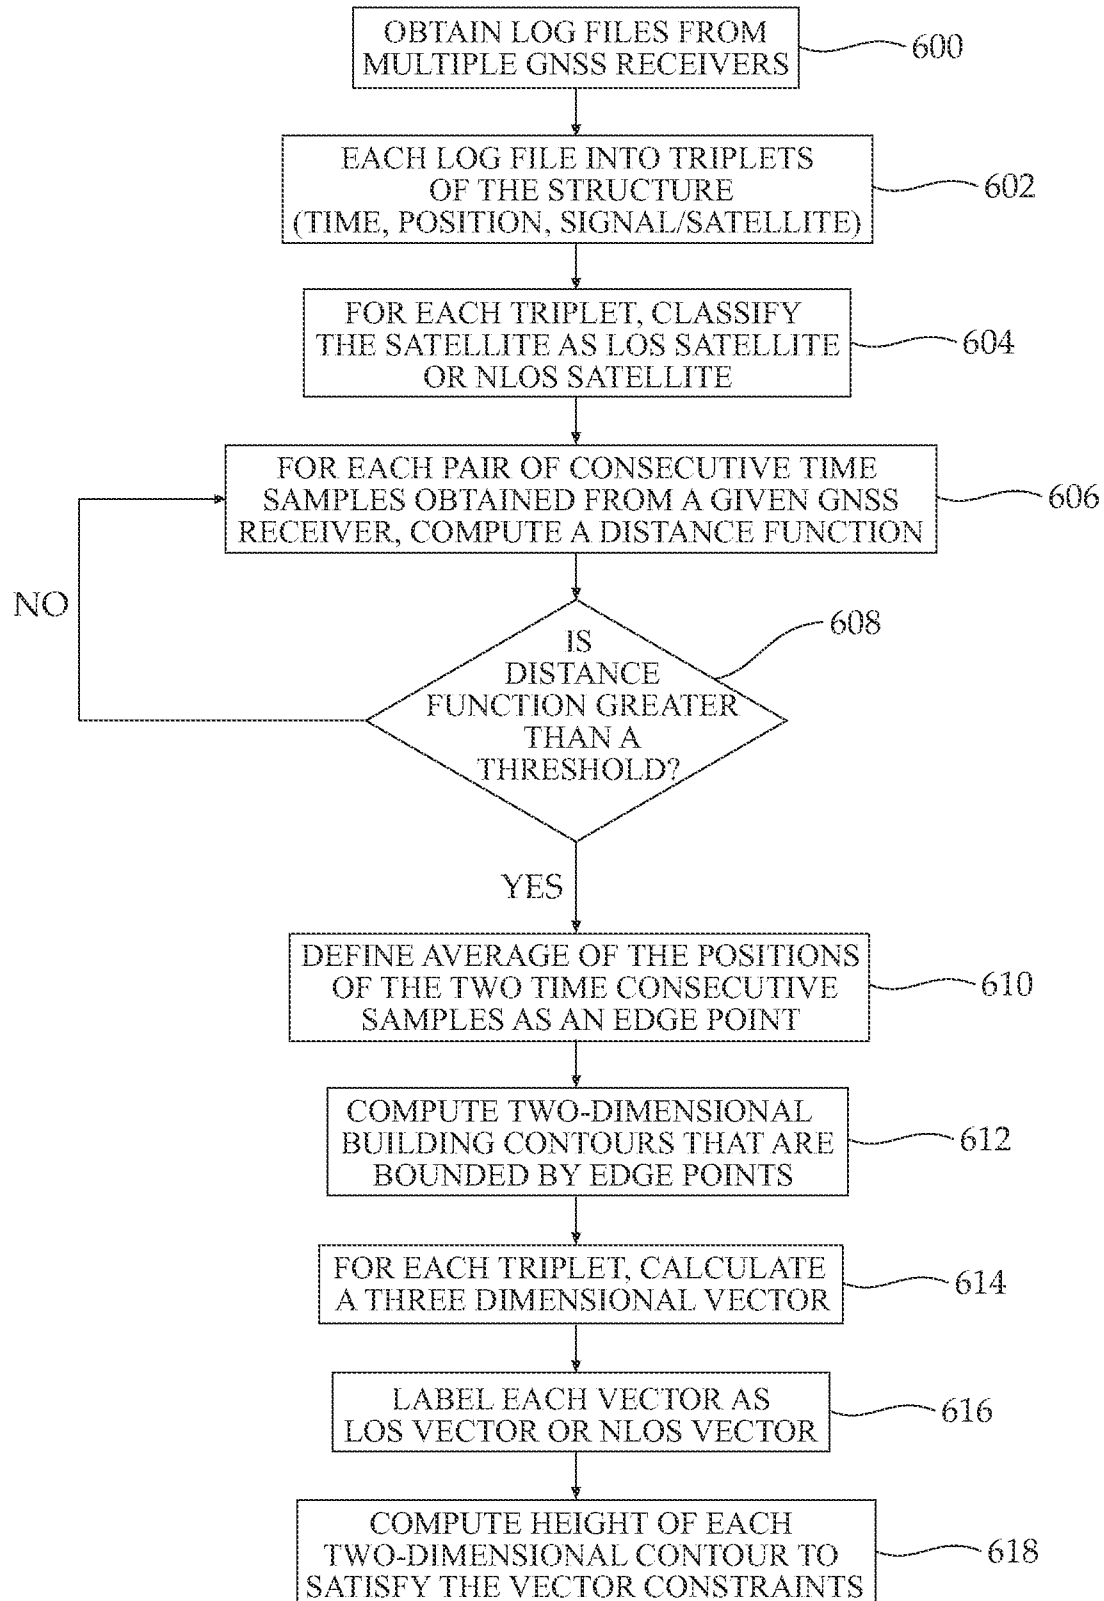 OBTAIN LOG FILES FROM
MULTIPLE GNSS RECEIVERS
600
EACH LOG FILE INTO TRIPLETS
OF THE STRUCTURE
(TIME, POSITION, SIGNAL/SATELLITE)
602
FOR EACH TRIPLET, CLASSIFY
THE SATELLITE AS LOS SATELLITE
OR NLOS SATELLITE
604
FOR EACH PAIR OF CONSECUTIVE TIME
SAMPLES OBTAINED FROM A GIVEN GNSS
RECEIVER, COMPUTE A DISTANCE FUNCTION
606
NO
IS
DISTANCE
FUNCTION GREATER
THAN A
THRESHOLD?
608
YES
DEFINE AVERAGE OF THE POSITIONS
OF THE TWO TIME CONSECUTIVE
SAMPLES AS AN EDGE POINT
610
COMPUTE TWO-DIMENSIONAL
BUILDING CONTOURS THAT ARE
BOUNDED BY EDGE POINTS
612
FOR EACH TRIPLET, CALCULATE
A THREE DIMENSIONAL VECTOR
614
LABEL EACH VECTOR AS
LOS VECTOR OR NLOS VECTOR
616
COMPUTE HEIGHT OF EACH
TWO-DIMENSIONAL CONTOUR TO
SATISFY THE VECTOR CONSTRAINTS
618